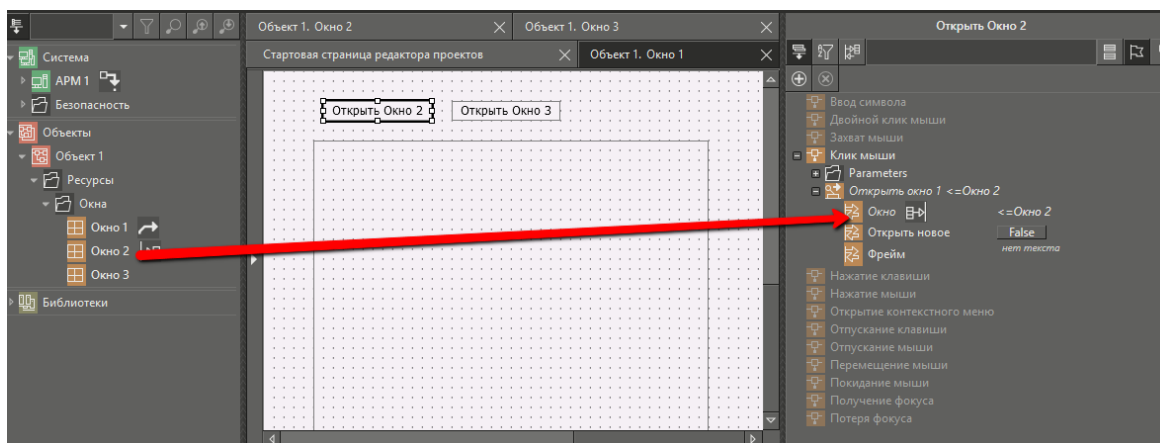 Объект 1. Окно 2
Объект 1. Окно 3
Стартовая страница редактора проектов
Объект 1. Окно 1
Система
АРМ 1
Безопасность
Объекты
Объект 1
Ресурсы
Окна
Окно 1
Окно 2
Окно 3
Библиотеки
Открыть Окно 2
Открыть Окно 3
Открыть Окно 2
Ввод символа
Двойной клик мыши
Захват мыши
Клик мыши
Parameters
Открыть окно 1 <=Окно 2
Окно <=Окно 2
Открыть новое False
Фрейм нет текста
Нажатие клавиши
Нажатие мыши
Открытие контекстного меню
Отпускание клавиши
Отпускание мыши
Перемещение мыши
Покидание мыши
Получение фокуса
Потеря фокуса